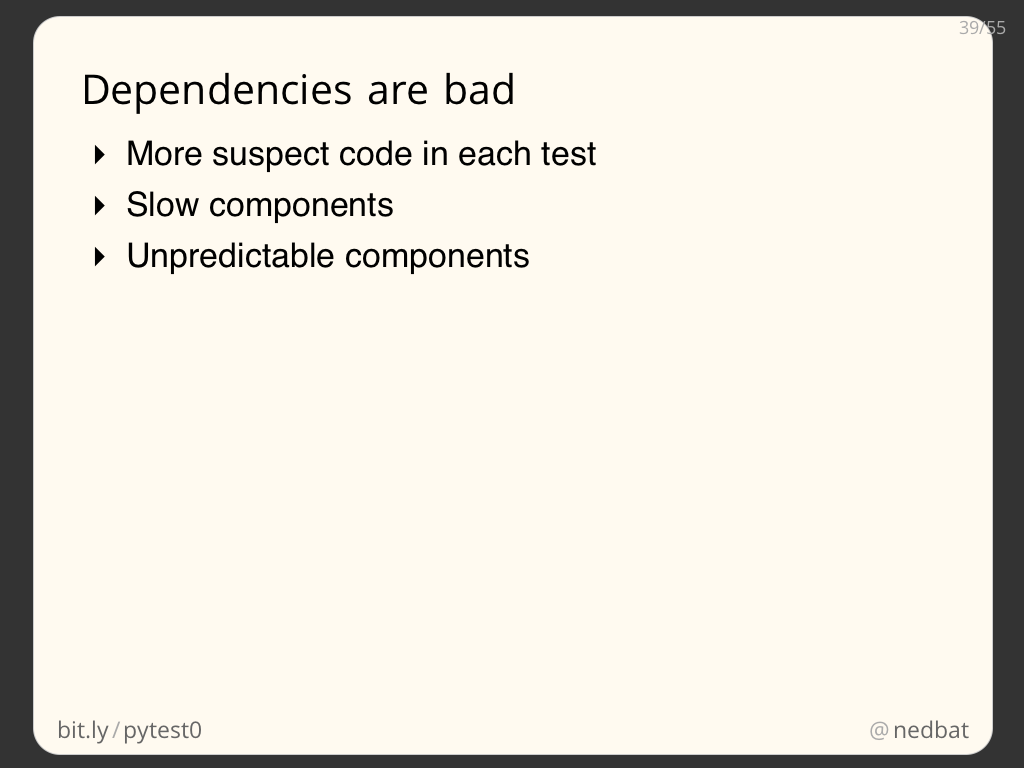 39/55
Dependencies are bad
More suspect code in each test
Slow components
Unpredictable components
bit.ly/pytest0
@nedbat